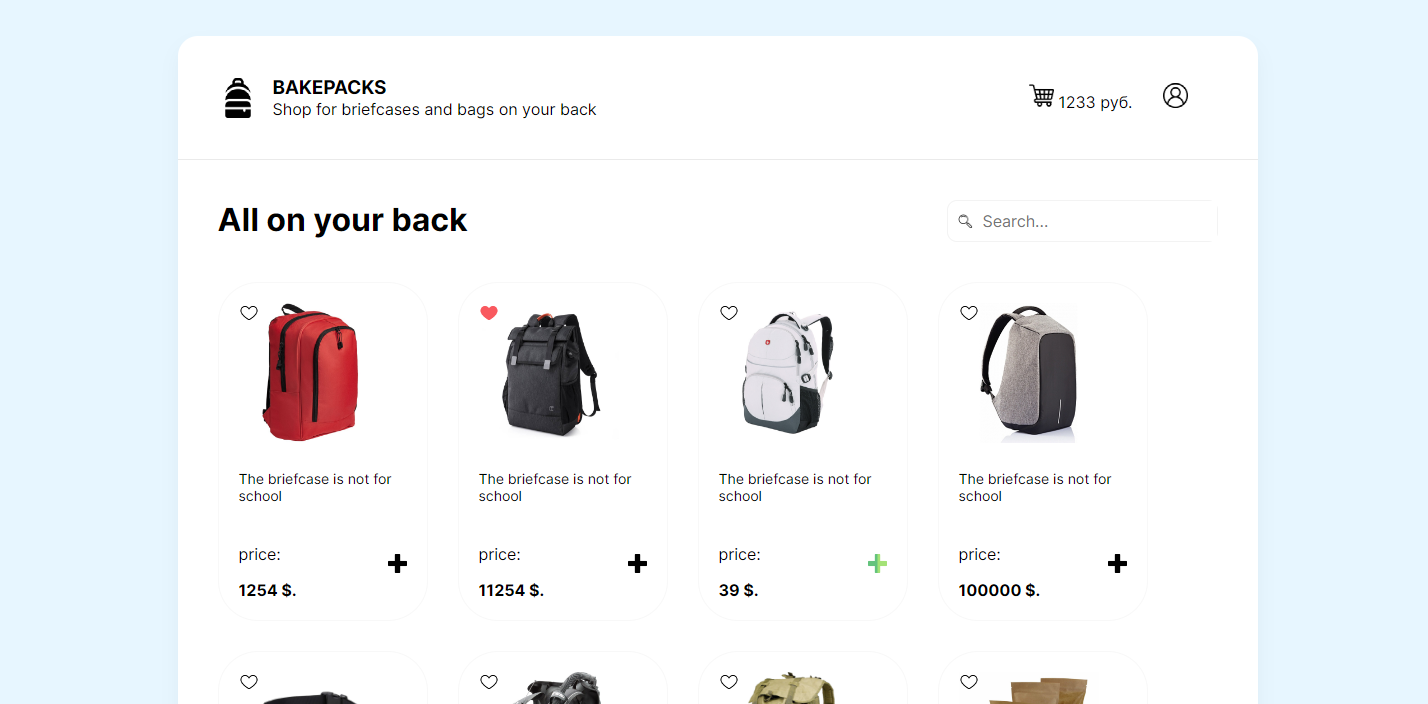 BAKEPACKS
Shop for briefcases and bags on your back
1233 руб.
All on your back
Search...
The briefcase is not for
school
price:
1254 $.
The briefcase is not for
school
price:
11254 $.
The briefcase is not for
school
price:
39 $.
The briefcase is not for
school
price:
100000 $.